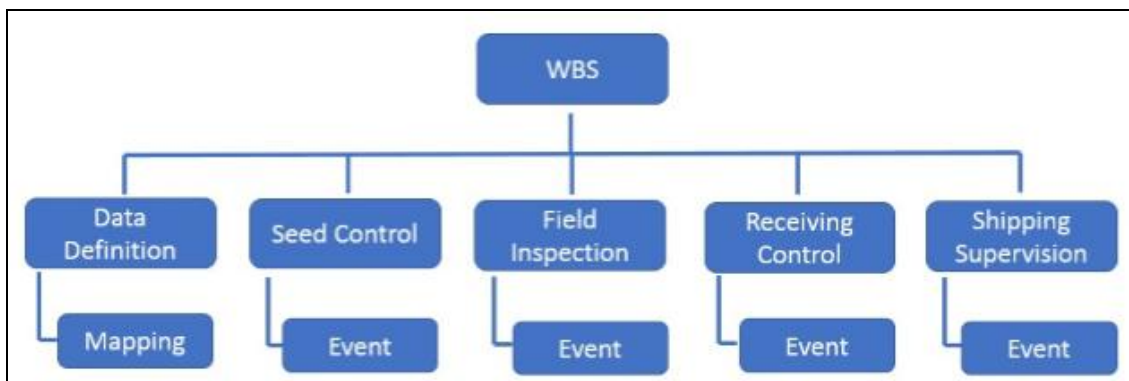 WBS
Data
Definition
Seed Control
Field
Inspection
Receiving
Control
Shipping
Supervision
Mapping
Event
Event
Event
Event